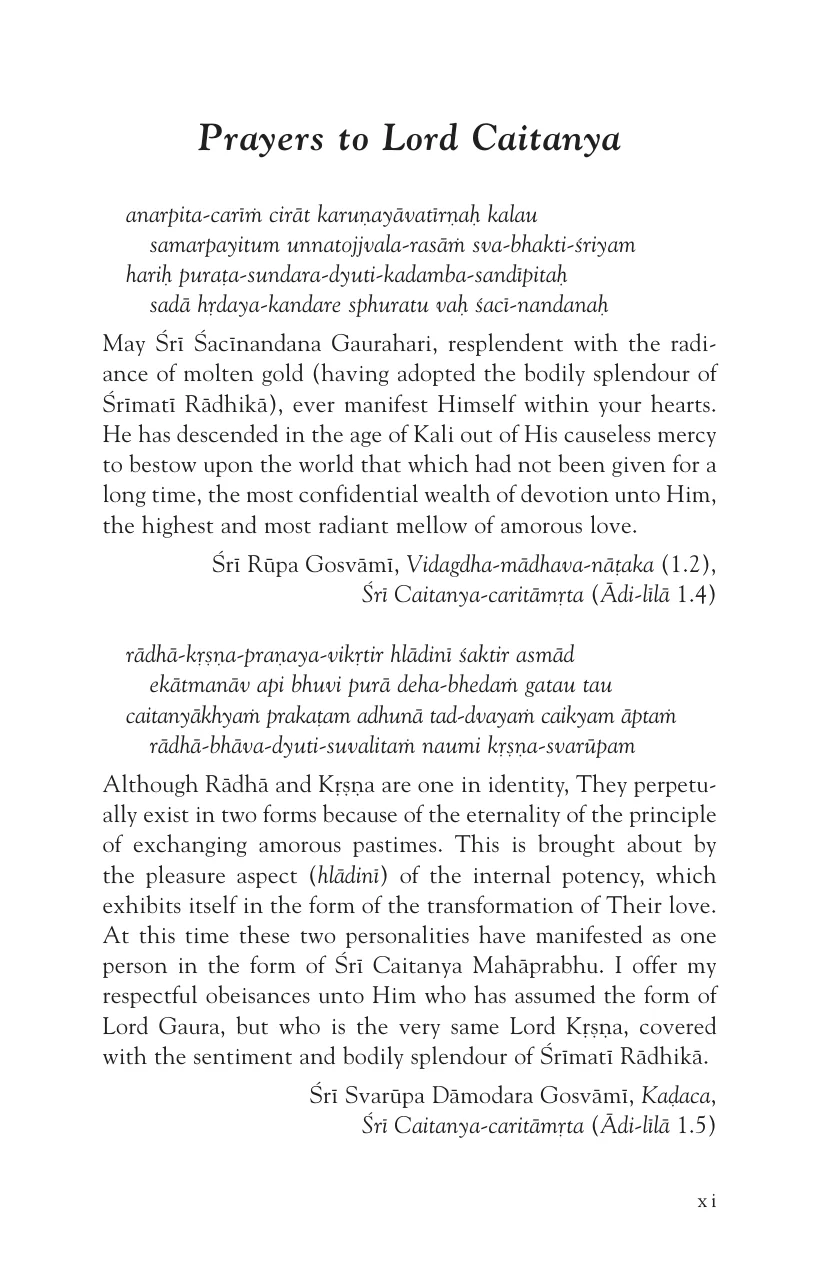 Prayers to Lord Caitanya
anarpita-carīṁ cirāt karuṇayāvatīrṇaḥ kalau
samarpayitum unnatojjvala-rasāṁ sva-bhakti-śriyam
hariḥ puraṭa-sundara-dyuti-kadamba-sandīpitaḥ
sadā hṛdaya-kandare sphuratu vaḥ śacī-nandanaḥ
May Śrī Śacīnandana Gaurahari, resplendent with the radi-
ance of molten gold (having adopted the bodily splendour of
Śrīmatī Rādhikā), ever manifest Himself within your hearts.
He has descended in the age of Kali out of His causeless mercy
to bestow upon the world that which had not been given for a
long time, the most confidential wealth of devotion unto Him,
the highest and most radiant mellow of amorous love.
Śrī Rūpa Gosvāmī, Vidagdha-mādhava-nāṭaka (1.2),
Śrī Caitanya-caritāmṛta (Ādi-līlā 1.4)
rādhā-kṛṣṇa-praṇaya-vikṛtir hlādinī śaktir asmād
ekātmanāv api bhuvi purā deha-bhedaṁ gatau tau
caitanyākhyaṁ prakaṭam adhunā tad-dvayaṁ caikyam āptaṁ
rādhā-bhāva-dyuti-suvalitaṁ naumi kṛṣṇa-svarūpam
Although Rādhā and Kṛṣṇa are one in identity, They perpetu-
ally exist in two forms because of the eternality of the principle
of exchanging amorous pastimes. This is brought about by
the pleasure aspect (hlādinī) of the internal potency, which
exhibits itself in the form of the transformation of Their love.
At this time these two personalities have manifested as one
person in the form of Śrī Caitanya Mahāprabhu. I offer my
respectful obeisances unto Him who has assumed the form of
Lord Gaura, but who is the very same Lord Kṛṣṇa, covered
with the sentiment and bodily splendour of Śrīmatī Rādhikā.
Śrī Svarūpa Dāmodara Gosvāmī, Kaḍaca,
Śrī Caitanya-caritāmṛta (Ādi-līlā 1.5)
xi